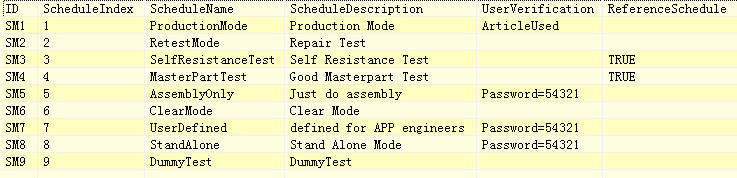 ID ScheduleIndex ScheduleName ScheduleDescription UserVerification ReferenceSchedule
SM1 1 ProductionMode Production Mode ArticleUsed
SM2 2 RetestMode Repair Test
SM3 3 SelfResistanceTest Self Resistance Test TRUE
SM4 4 MasterPartTest Good Masterpart Test TRUE
SM5 5 AssemblyOnly Just do assembly Password=54321
SM6 6 ClearMode Clear Mode
SM7 7 UserDefined defined for APP engineers Password=54321
SM8 8 StandAlone Stand Alone Mode Password=54321
SM9 9 DummyTest DummyTest